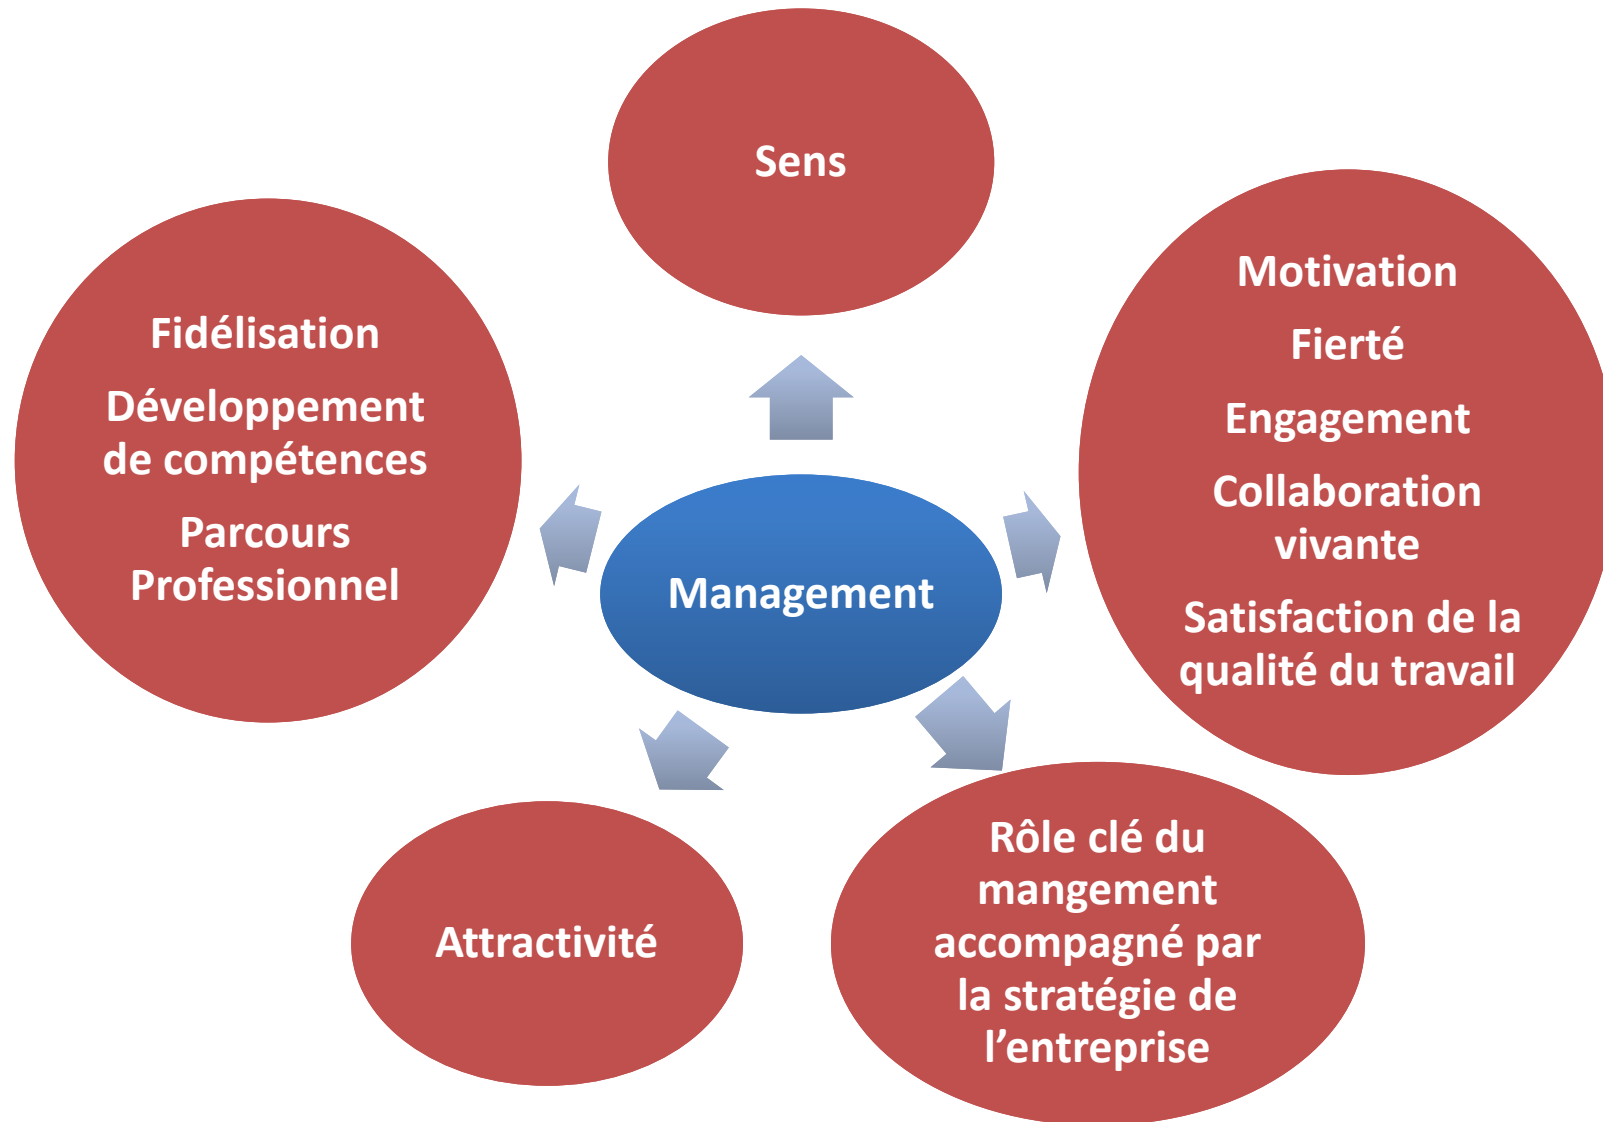 Sens
Motivation
Fierté
Engagement
Collaboration
vivante
Satisfaction de la
qualité du travail
Fidélisation
Développement
de compétences
Parcours
Professionnel
Management
Attractivité
Rôle clé du
mangement
accompagné par
la stratégie de
l’entreprise